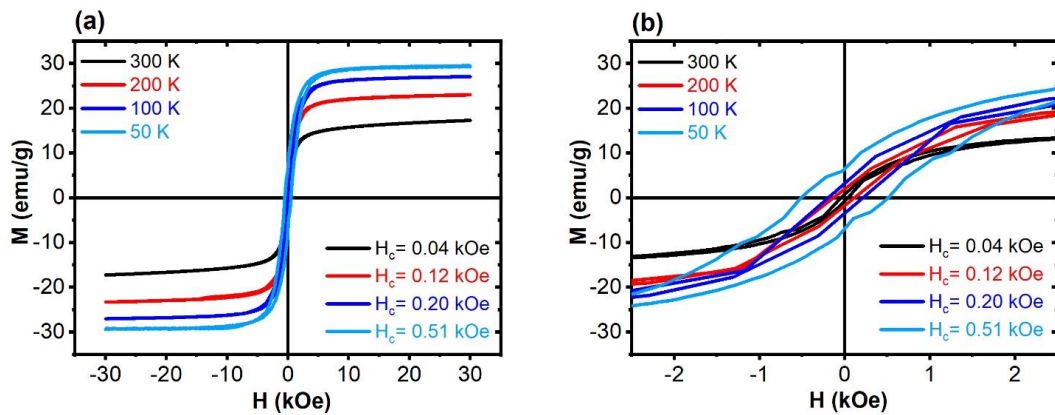 (a)
300 K
200 K
100 K
50 K
M (emu/g)
30
20
10
0
-10
-20
-30
H_c= 0.04 kOe
H_c= 0.12 kOe
H_c= 0.20 kOe
H_c= 0.51 kOe
-30 -20 -10 0 10 20 30
H (kOe)
(b)
300 K
200 K
100 K
50 K
M (emu/g)
30
20
10
0
-10
-20
-30
H_c= 0.04 kOe
H_c= 0.12 kOe
H_c= 0.20 kOe
H_c= 0.51 kOe
-2 -1 0 1 2
H (kOe)